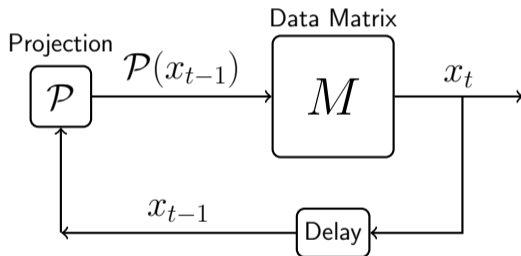 Data Matrix
Projection
𝒫(x_{t−1})
x_t
𝒫
M
x_{t−1}
Delay